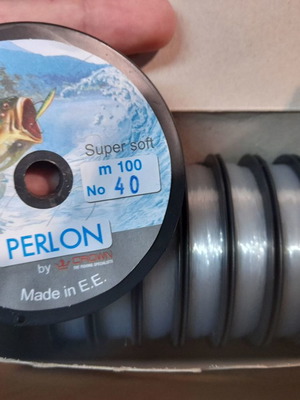 Super soft
m 100
No 40
PERLON
by
Made in E.E.